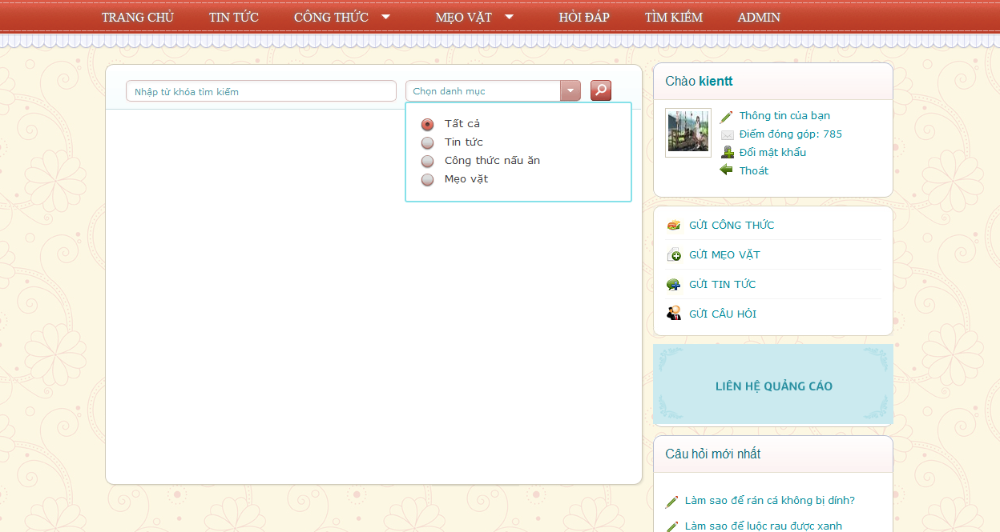 TRANG CHỦ TIN TỨC CÔNG THỨC MẸO VẶT HỎI ĐÁP TÌM KIẾM ADMIN
Nhập từ khóa tìm kiếm
Chọn danh mục
Tất cả
Tin tức
Công thức nấu ăn
Mẹo vặt
Chào kientt
Thông tin của bạn
Điểm đóng góp: 785
Đổi mật khẩu
Thoát
GỬI CÔNG THỨC
GỬI MẸO VẶT
GỬI TIN TỨC
GỬI CÂU HỎI
LIÊN HỆ QUẢNG CÁO
Câu hỏi mới nhất
Làm sao để rán cá không bị dính?
Làm sao để luộc rau được xanh